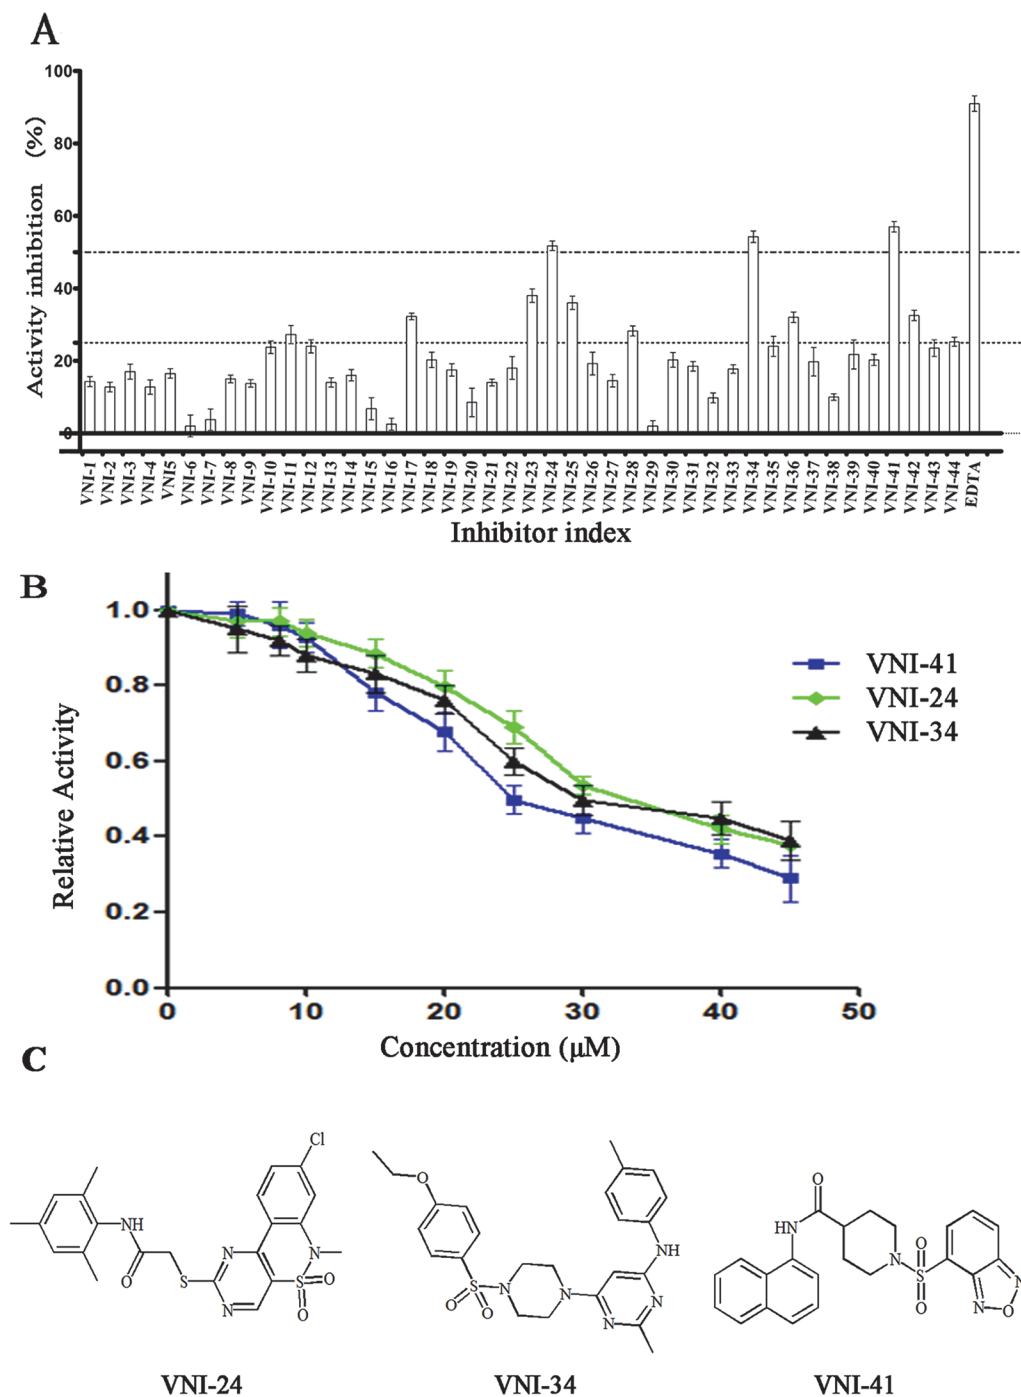 A
Activity inhibition (%)
100
80
60
40
20
0
VNI-1 VNI-2 VNI-3 VNI-4 VNI5 VNI-6 VNI-7 VNI-8 VNI-9 VNI-10 VNI-11 VNI-12 VNI-13 VNI-14 VNI-15 VNI-16 VNI-17 VNI-18 VNI-19 VNI-20 VNI-21 VNI-22 VNI-23 VNI-24 VNI-25 VNI-26 VNI-27 VNI-28 VNI-29 VNI-30 VNI-31 VNI-32 VNI-33 VNI-34 VNI-35 VNI-36 VNI-37 VNI-38 VNI-39 VNI-40 VNI-41 VNI-42 VNI-43 VNI-44 EDTA
Inhibitor index
B
Relative Activity
1.0
0.8
0.6
0.4
0.2
0.0
0 10 20 30 40 50
Concentration (μM)
VNI-41
VNI-24
VNI-34
C
Cl
NH
O
S
N
N
N
S
O
O
O
S
O
O
N
N
NH
N
N
O
HN
N
O
S
O
N
O
N
VNI-24 VNI-34 VNI-41